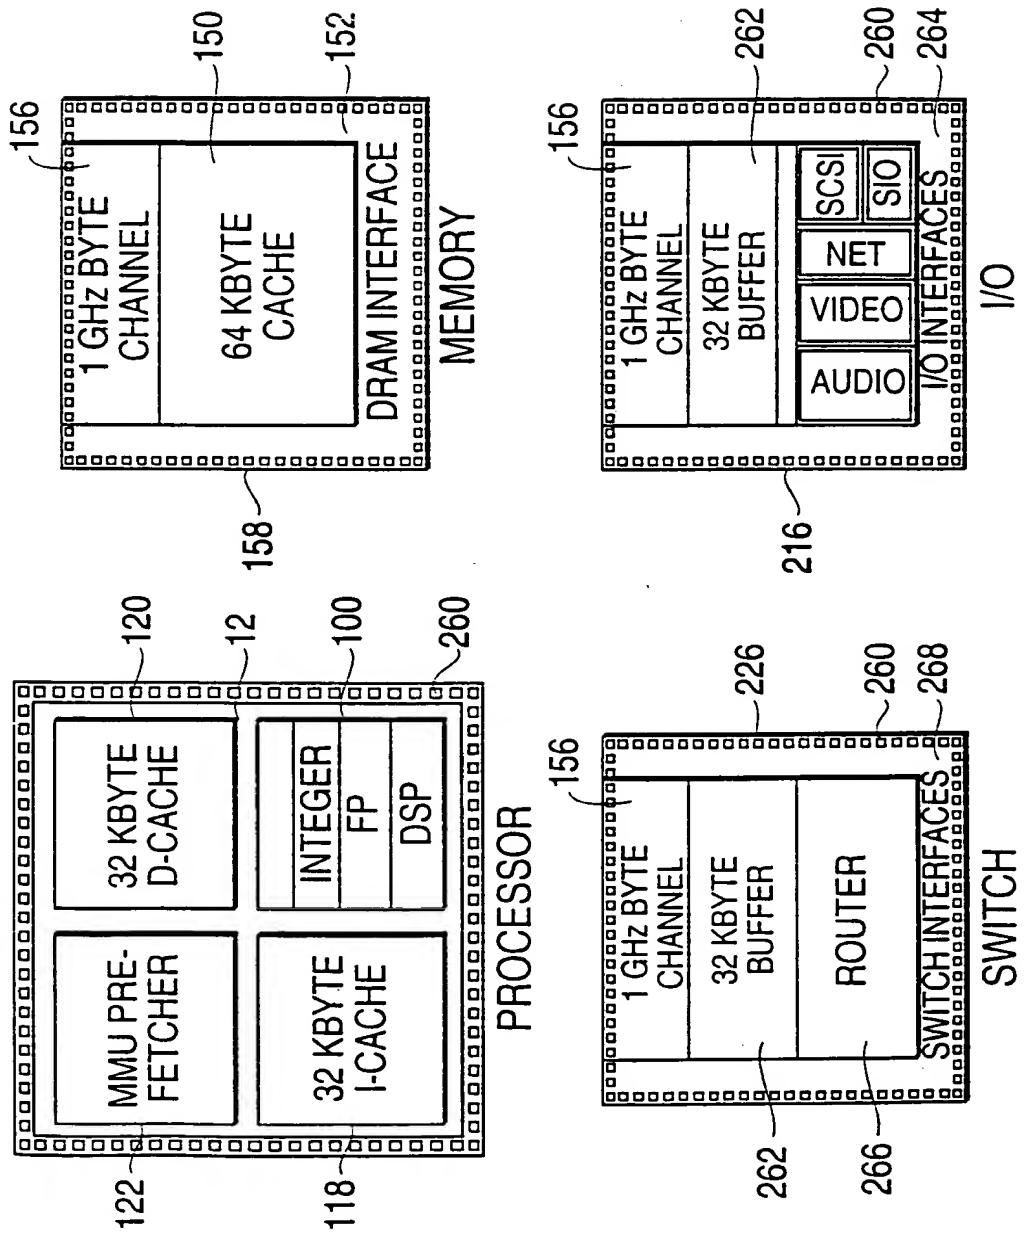 120
12
100
260
32 KBYTE
D-CACHE
INTEGER
FP
DSP
MMU PRE-
FETCHER
32 KBYTE
I-CACHE
122
118
PROCESSOR
156
150
152
1 GHz BYTE
CHANNEL
64 KBYTE
CACHE
DRAM INTERFACE
158
MEMORY
156
226
260
268
1 GHz BYTE
CHANNEL
32 KBYTE
BUFFER
ROUTER
SWITCH INTERFACES
262
266
SWITCH
156
262
260
264
1 GHz BYTE
CHANNEL
32 KBYTE
BUFFER
AUDIO
VIDEO
NET
SCSI
SIO
I/O INTERFACES
216
I/O